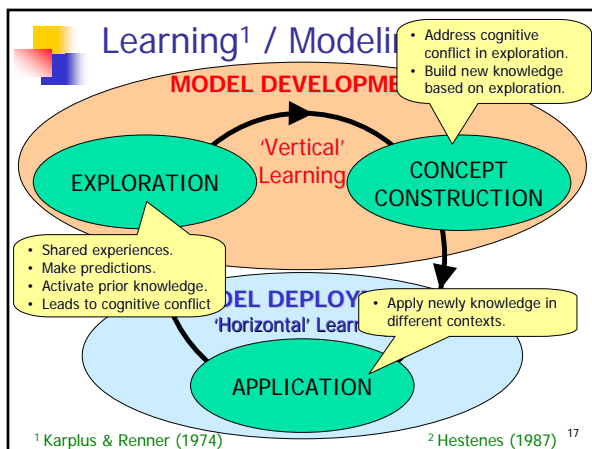 Learning¹ / Modelin
• Address cognitive
conflict in exploration.
• Build new knowledge
based on exploration.
MODEL DEVELOPME
'Vertical'
Learning
EXPLORATION
CONCEPT
CONSTRUCTION
• Shared experiences.
• Make predictions.
• Activate prior knowledge.
• Leads to cognitive conflict
DEL DEPLOY
'Horizontal' Learn
• Apply newly knowledge in
different contexts.
APPLICATION
¹ Karplus & Renner (1974)
² Hestenes (1987)
17